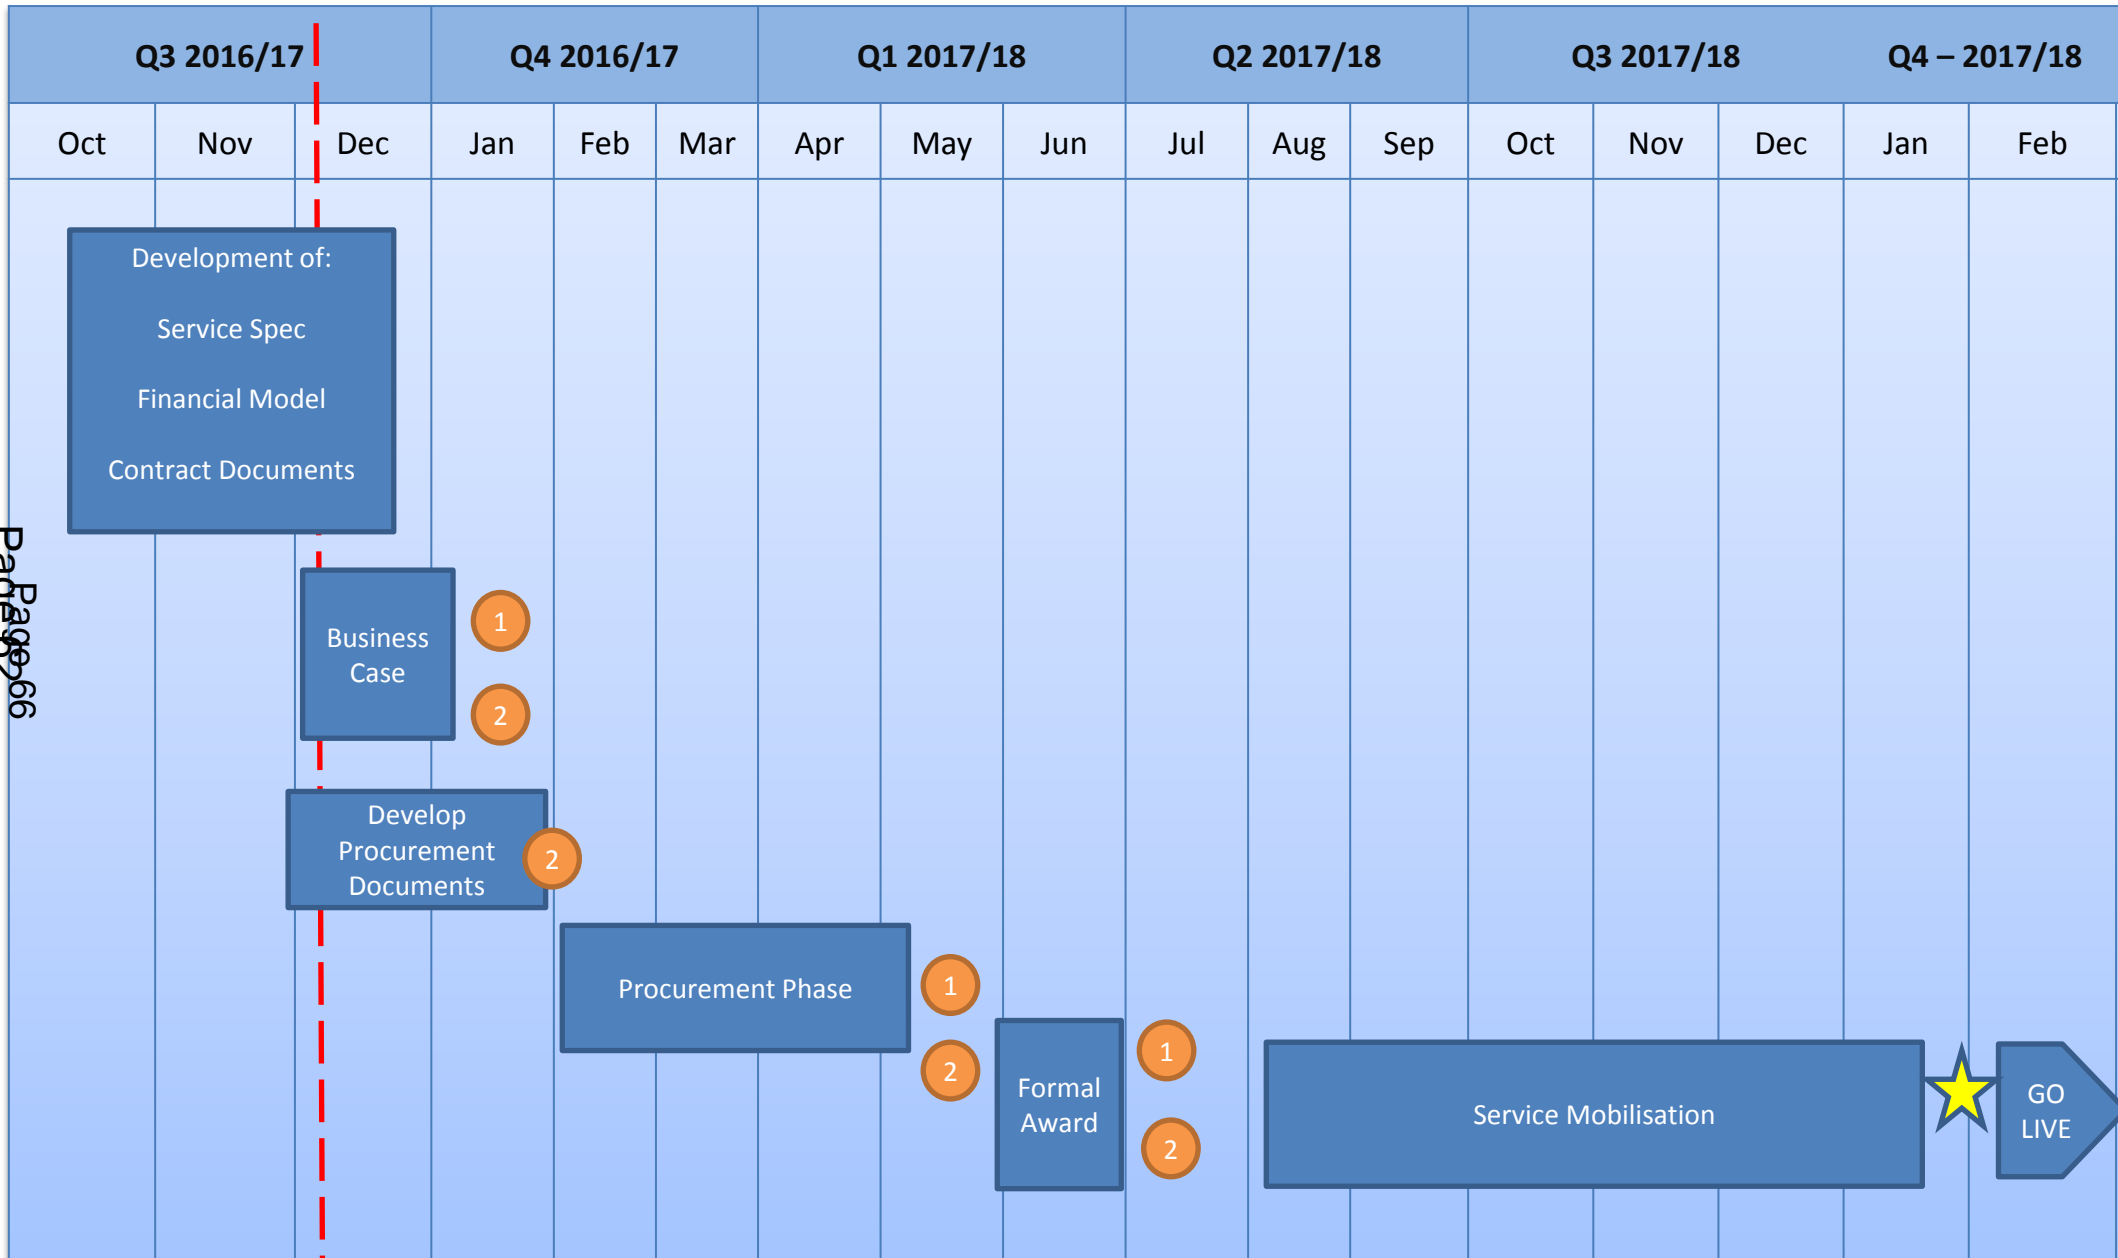 Q3 2016/17
Q4 2016/17
Q1 2017/18
Q2 2017/18
Q3 2017/18
Q4 – 2017/18
Oct
Nov
Dec
Jan
Feb
Mar
Apr
May
Jun
Jul
Aug
Sep
Oct
Nov
Dec
Jan
Feb
Development of:
Service Spec
Financial Model
Contract Documents
Business
Case
1
2
Develop
Procurement
Documents
2
Procurement Phase
1
2
Formal
Award
1
2
Service Mobilisation
GO
LIVE
Page 66
Page